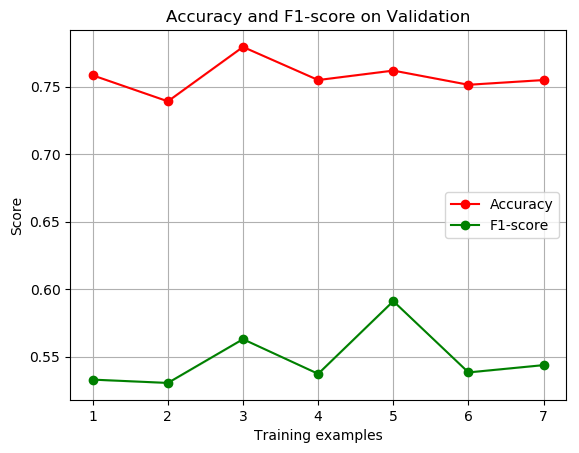 Accuracy and F1-score on Validation
0.75
0.70
0.65
0.60
0.55
Score
Accuracy
F1-score
1 2 3 4 5 6 7
Training examples